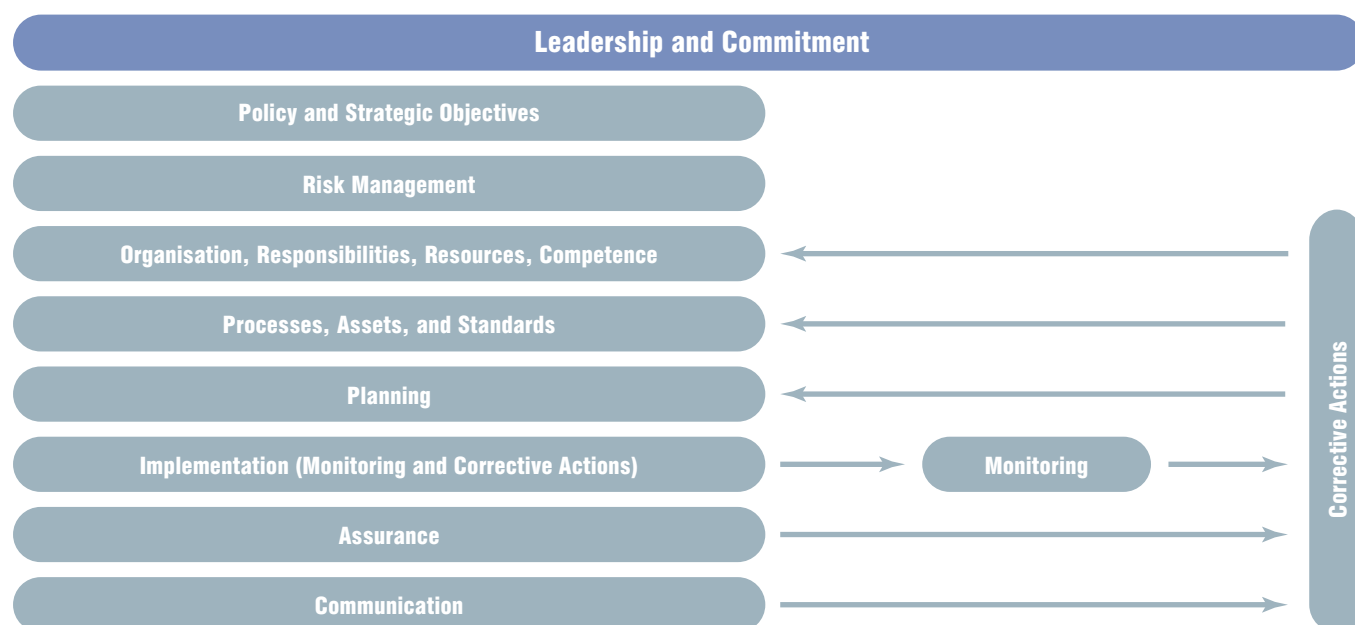 Leadership and Commitment
Policy and Strategic Objectives
Risk Management
Organisation, Responsibilities, Resources, Competence
Processes, Assets, and Standards
Planning
Implementation (Monitoring and Corrective Actions)
Monitoring
Assurance
Communication
Corrective Actions